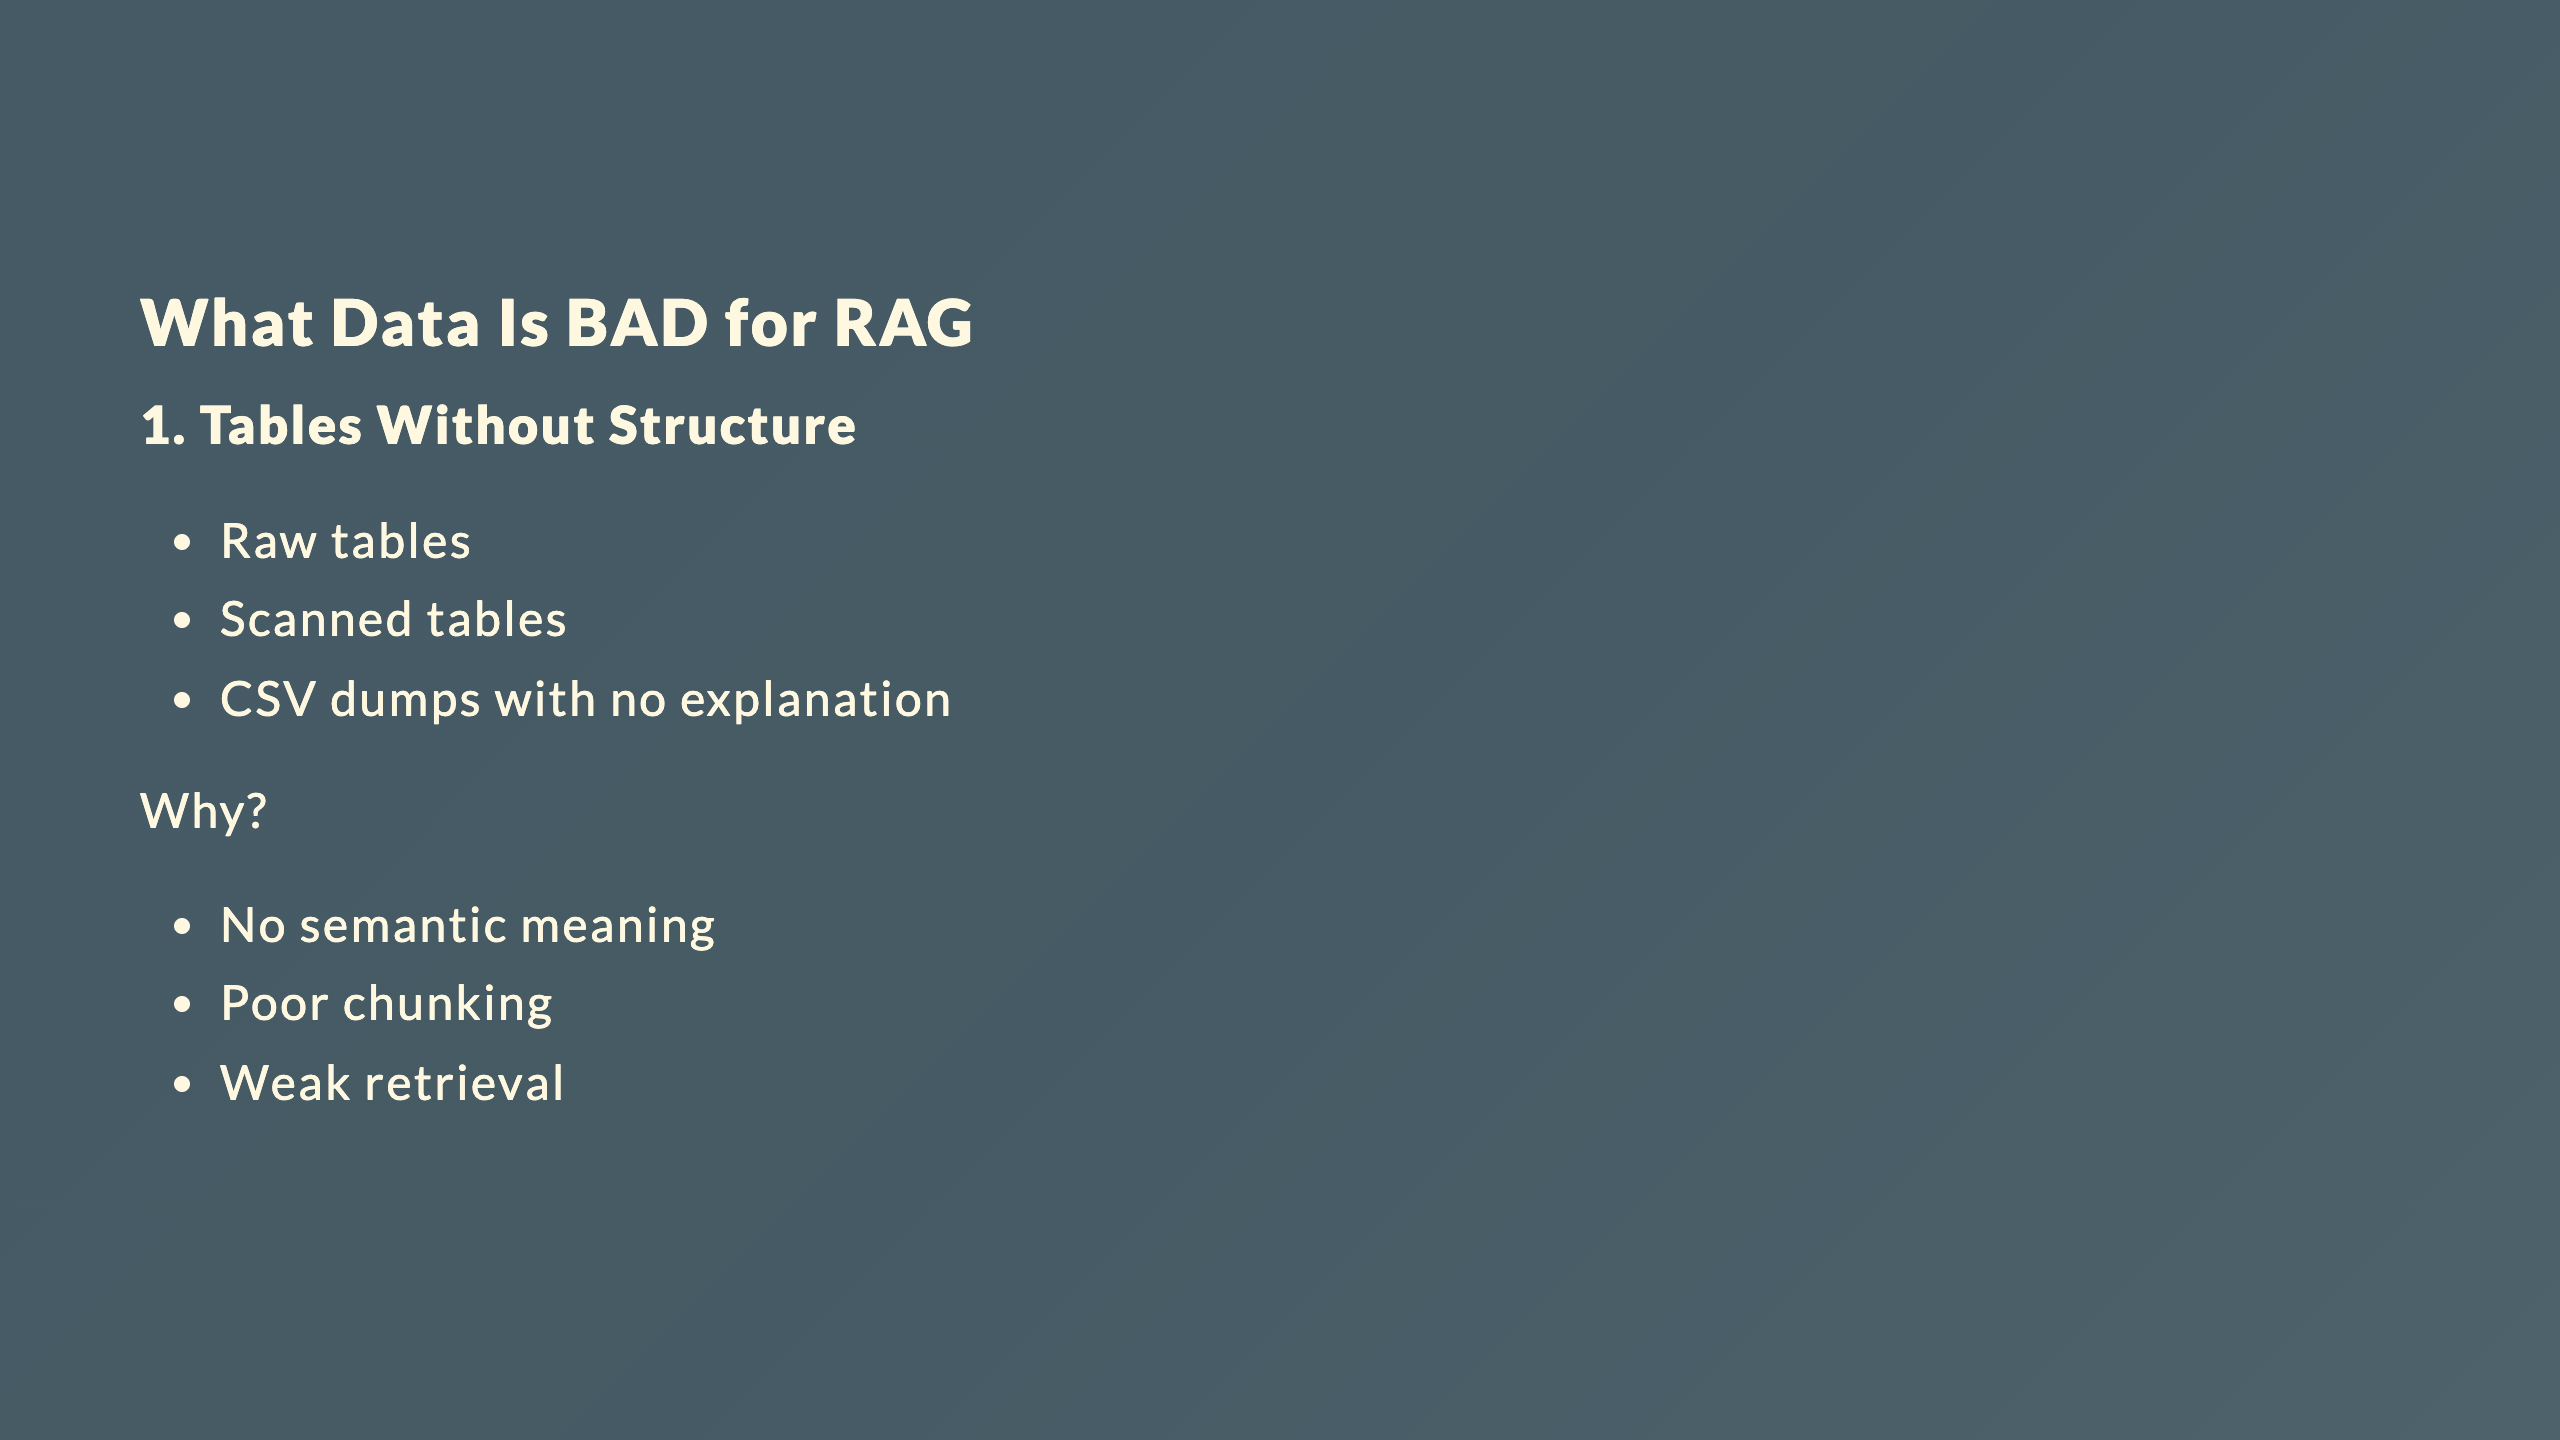 What Data Is BAD for RAG
1. Tables Without Structure
• Raw tables
• Scanned tables
• CSV dumps with no explanation
Why?
• No semantic meaning
• Poor chunking
• Weak retrieval